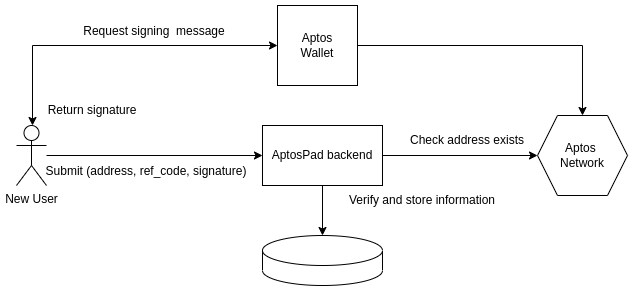 Request signing message
Aptos
Wallet
Return signature
AptosPad backend
Check address exists
Aptos
Network
Submit (address, ref_code, signature)
New User
Verify and store information